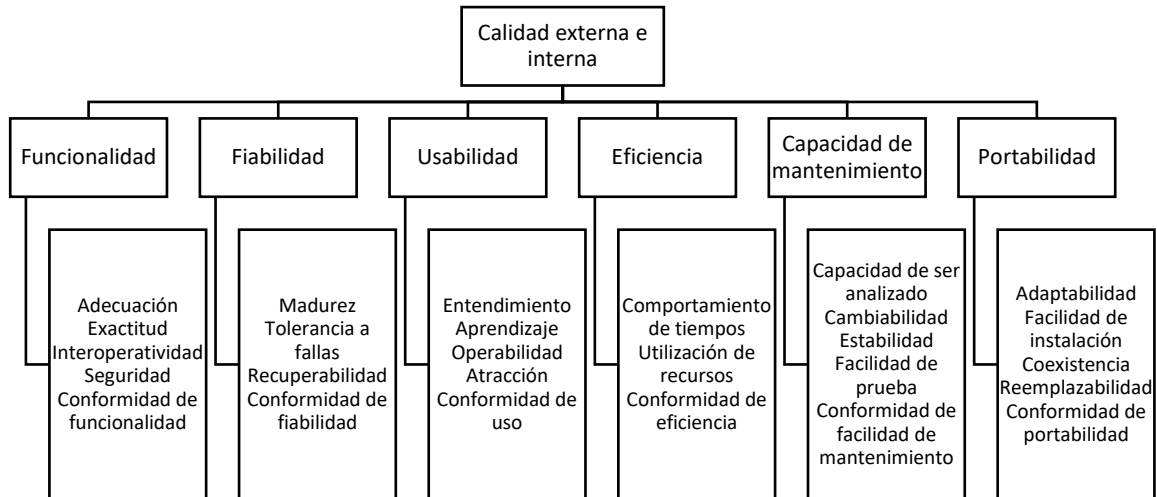 Calidad externa e
interna
Funcionalidad
Fiabilidad
Usabilidad
Eficiencia
Capacidad de
mantenimiento
Portabilidad
Adecuación
Exactitud
Interoperatividad
Seguridad
Conformidad de
funcionalidad
Madurez
Tolerancia a
fallas
Recuperabilidad
Conformidad de
fiabilidad
Entendimiento
Aprendizaje
Operabilidad
Atracción
Conformidad de
uso
Comportamiento
de tiempos
Utilización de
recursos
Conformidad de
eficiencia
Capacidad de ser
analizado
Cambiabilidad
Estabilidad
Facilidad de
prueba
Conformidad de
facilidad de
mantenimiento
Adaptabilidad
Facilidad de
instalación
Coexistencia
Reemplazabilidad
Conformidad de
portabilidad